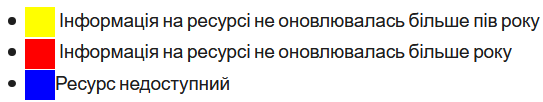 Інформація на ресурсі не оновлювалась більше пів року
Інформація на ресурсі не оновлювалась більше року
Ресурс недоступний